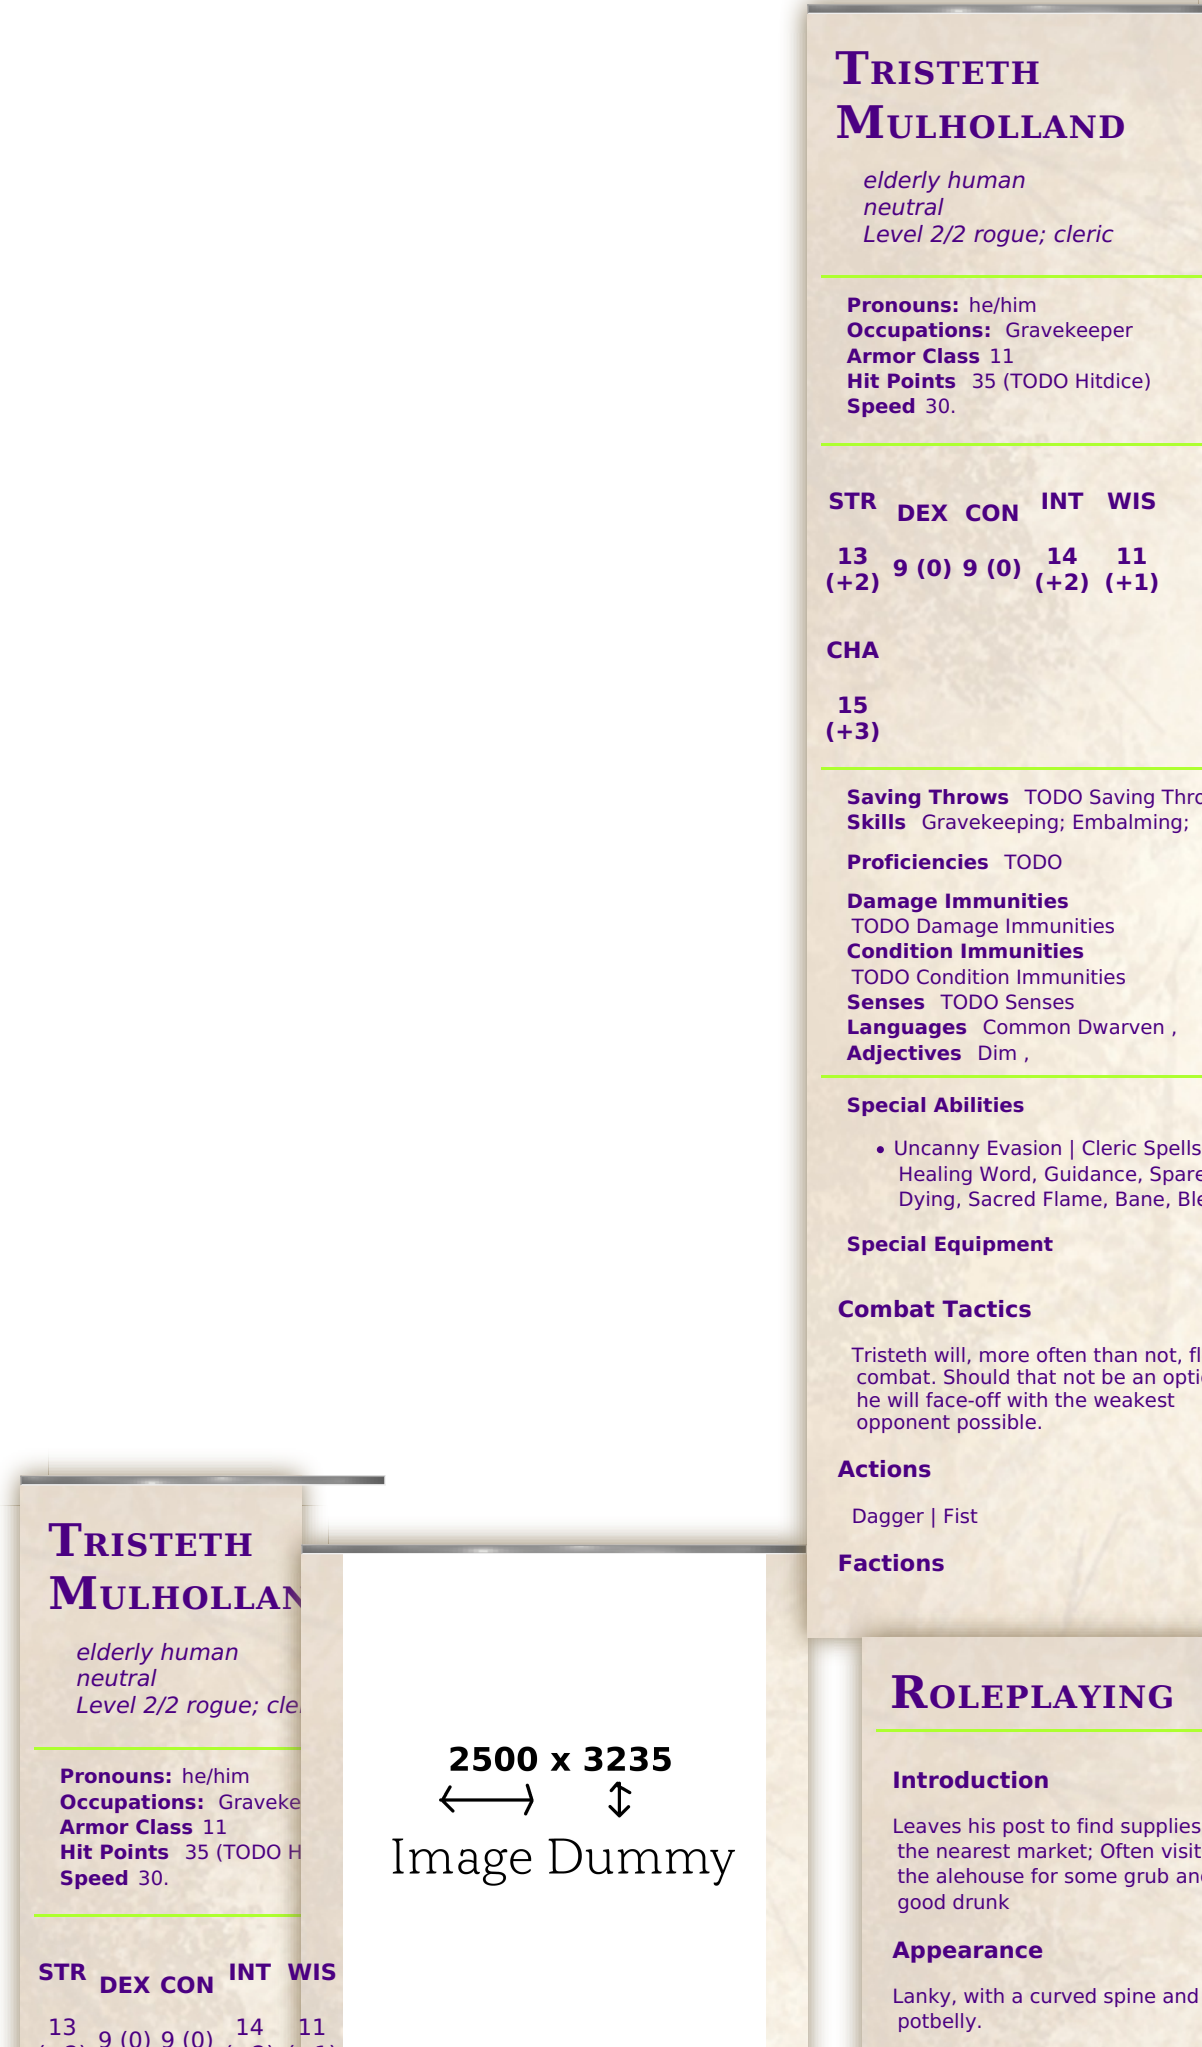 Tristeth
Mulholland
elderly human
neutral
Level 2/2 rogue; cleric
Pronouns: he/him
Occupations: Gravekeeper
Armor Class 11
Hit Points 35 (TODO Hitdice)
Speed 30.
STR DEX CON INT WIS
13 (+2) 9 (0) 9 (0) 14 (+2) 11 (+1)
CHA
15
(+3)
Saving Throws TODO Saving
Skills Gravekeeping; Embalming;
Proficiencies TODO
Damage Immunities
TODO Damage Immunities
Condition Immunities
TODO Condition Immunities
Senses TODO Senses
Languages Common Dwarven ,
Adjectives Dim ,
Special Abilities
• Uncanny Evasion | Cleric Spells
Healing Word, Guidance, Spare
Dying, Sacred Flame, Bane,
Special Equipment
Combat Tactics
Tristeth will, more often than not,
combat. Should that not be an
he will face-off with the weakest
opponent possible.
Actions
Dagger | Fist
Factions
Tristeth
elderly human
neutral
Level 2/2 rogue;
Pronouns: he/him
Occupations:
Armor Class 11
Hit Points 35 (TODO
Speed 30.
STR DEX CON INT WIS
13 9 (0) 9 (0) 14 11
2500 x 3235
Image Dummy
Roleplaying
Introduction
Leaves his post to find supplies
the nearest market; Often visit
the alehouse for some grub
good drunk
Appearance
Lanky, with a curved spine and
potbelly.